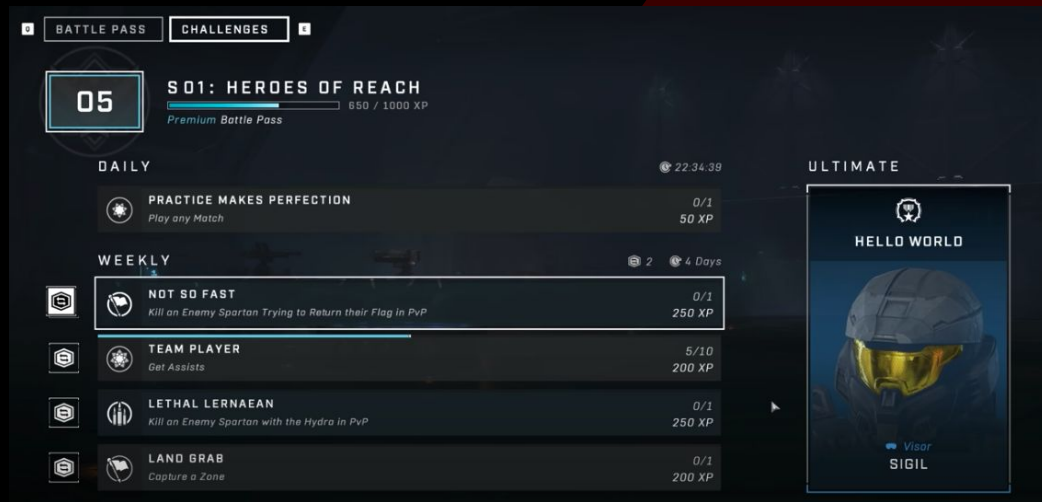 Q BATTLE PASS CHALLENGES E
05
S01: HEROES OF REACH
650 / 1000 XP
Premium Battle Pass
DAILY
22:34:39
PRACTICE MAKES PERFECTION
0/1
Play any Match
50 XP
WEEKLY
2
4 Days
NOT SO FAST
0/1
Kill an Enemy Spartan Trying to Return their Flag in PvP
250 XP
TEAM PLAYER
5/10
Get Assists
200 XP
LETHAL LERNAEAN
0/1
Kill an Enemy Spartan with the Hydra in PvP
250 XP
LAND GRAB
0/1
Capture a Zone
200 XP
ULTIMATE
HELLO WORLD
Visor
SIGIL